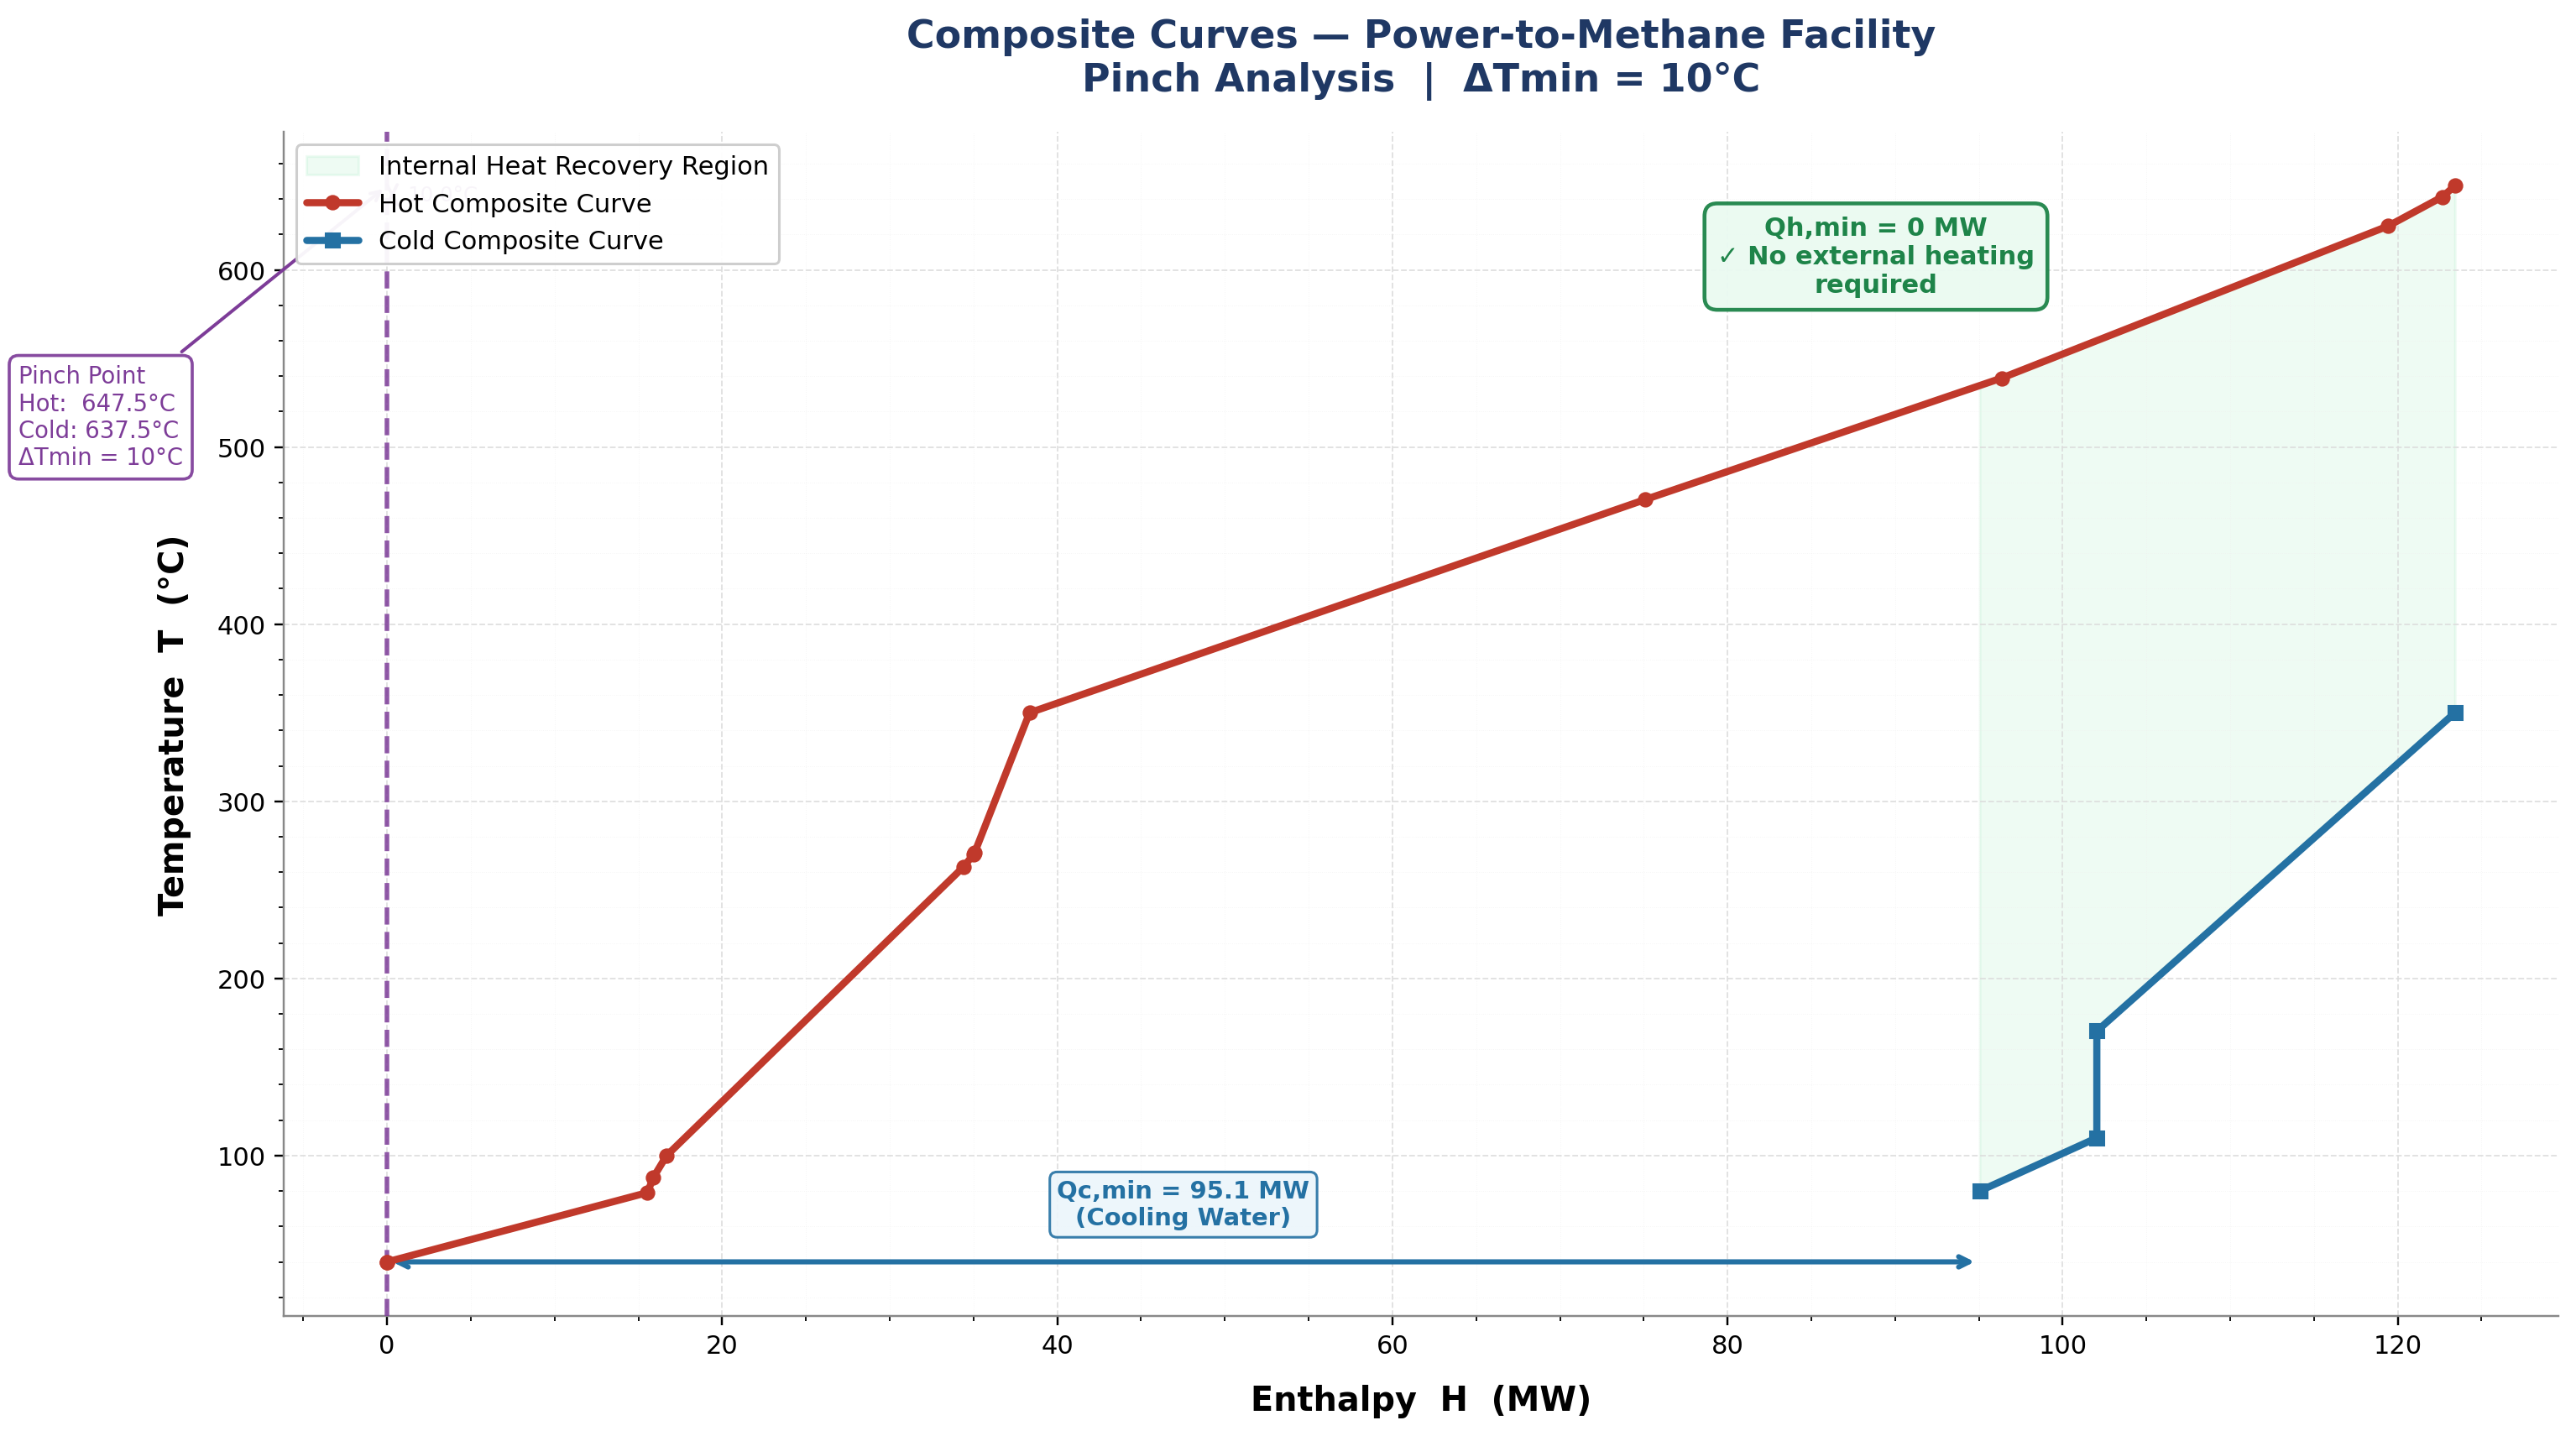 Composite Curves — Power-to-Methane Facility
Pinch Analysis | ΔTmin = 10°C
Internal Heat Recovery Region
Hot Composite Curve
Cold Composite Curve
Qh,min = 0 MW
✓ No external heating
required
Pinch Point
Hot: 647.5°C
Cold: 637.5°C
ΔTmin = 10°C
Qc,min = 95.1 MW
(Cooling Water)
Temperature T (°C)
600
500
400
300
200
100
0
20
40
60
80
100
120
Enthalpy H (MW)